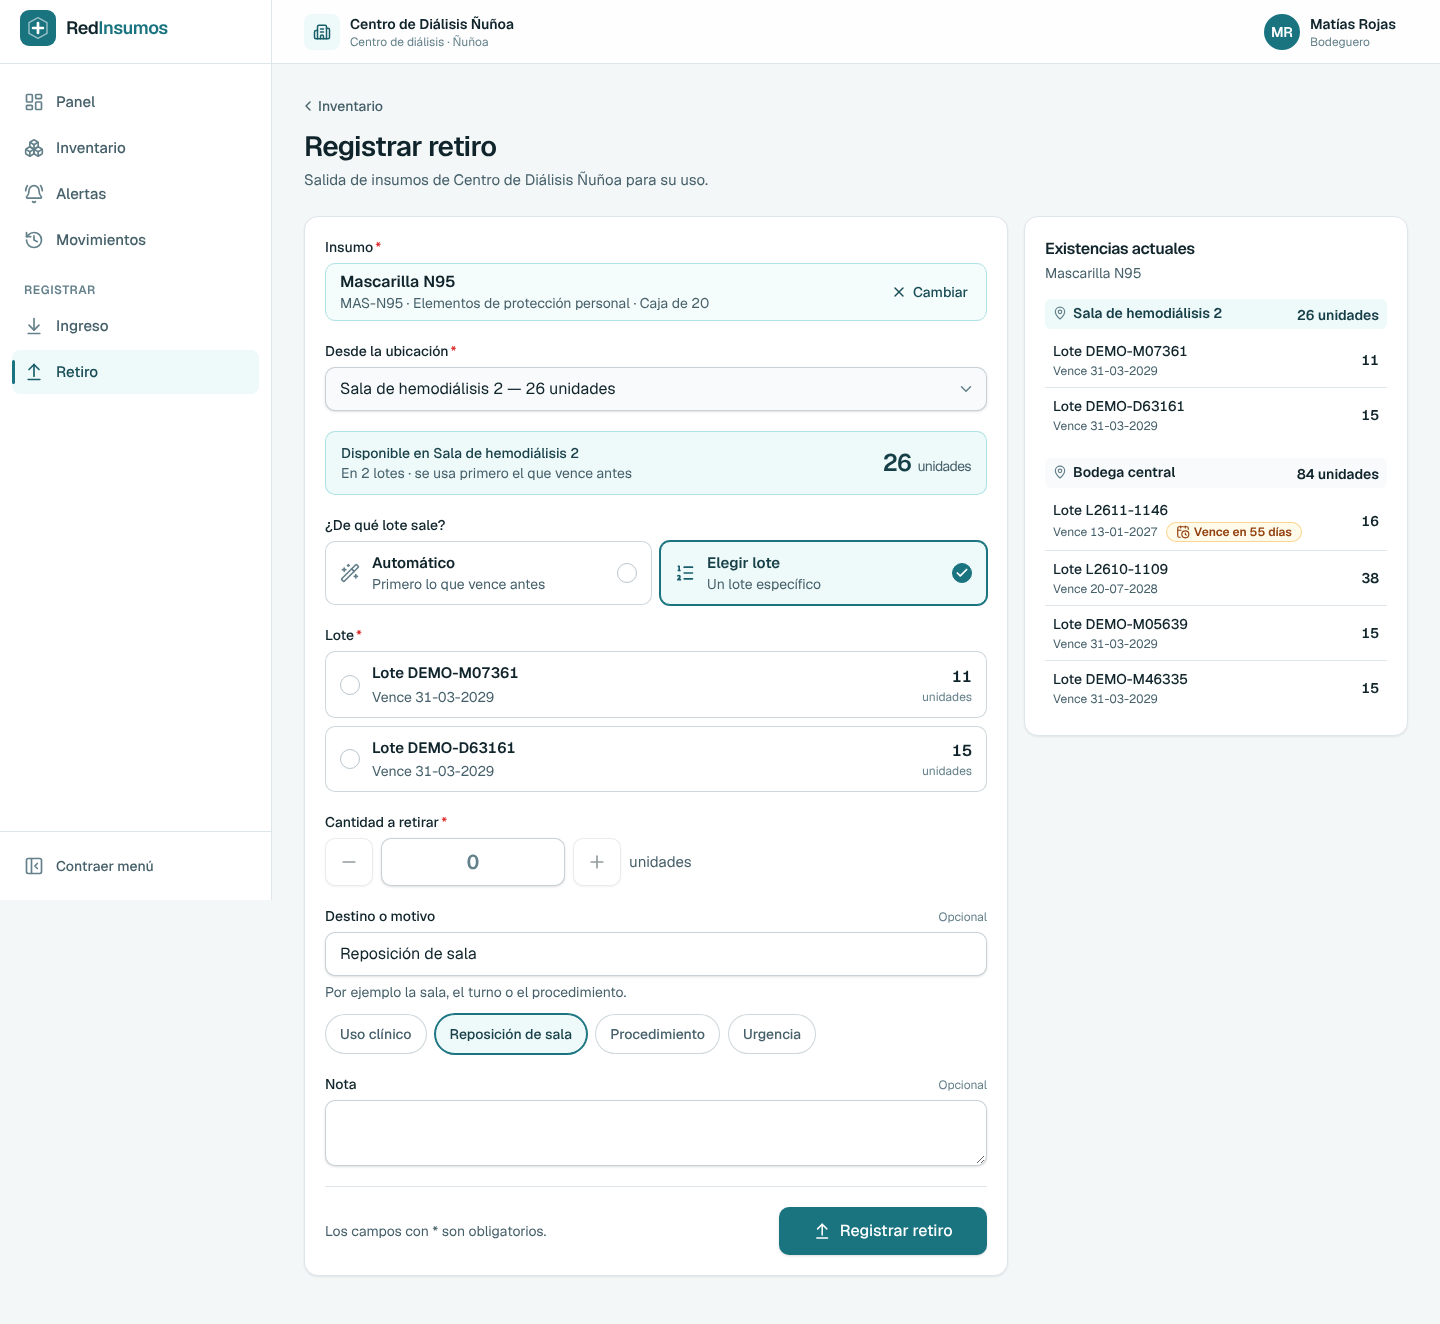 RedInsumos
Centro de Diálisis Ñuñoa
Centro de diálisis · Ñuñoa
MR
Matías Rojas
Bodeguero
Panel
Inventario
Alertas
Movimientos
REGISTRAR
Ingreso
Retiro
Contraer menú
Inventario
Registrar retiro
Salida de insumos de Centro de Diálisis Ñuñoa para su uso.
Insumo *
Mascarilla N95
MAS-N95 · Elementos de protección personal · Caja de 20
Cambiar
Desde la ubicación *
Sala de hemodiálisis 2 — 26 unidades
Disponible en Sala de hemodiálisis 2
En 2 lotes · se usa primero el que vence antes
26 unidades
¿De qué lote sale?
Automático
Primero lo que vence antes
Elegir lote
Un lote específico
Lote *
Lote DEMO-M07361
Vence 31-03-2029
11
unidades
Lote DEMO-D63161
Vence 31-03-2029
15
unidades
Cantidad a retirar *
0
unidades
Destino o motivo
Opcional
Reposición de sala
Por ejemplo la sala, el turno o el procedimiento.
Uso clínico
Reposición de sala
Procedimiento
Urgencia
Nota
Opcional
Los campos con * son obligatorios.
Registrar retiro
Existencias actuales
Mascarilla N95
Sala de hemodiálisis 2
26 unidades
Lote DEMO-M07361
Vence 31-03-2029
11
Lote DEMO-D63161
Vence 31-03-2029
15
Bodega central
84 unidades
Lote L2611-1146
Vence 13-01-2027
Vence en 55 días
16
Lote L2610-1109
Vence 20-07-2028
38
Lote DEMO-M05639
Vence 31-03-2029
15
Lote DEMO-M46335
Vence 31-03-2029
15